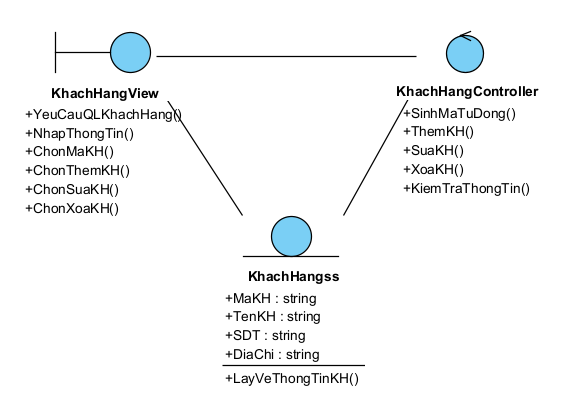 KhachHangView
+YeuCauQLKhachHang()
+NhapThongTin()
+ChonMaKH()
+ChonThemKH()
+ChonSuaKH()
+ChonXoaKH()
KhachHangController
+SinhMaTuDong()
+ThemKH()
+SuaKH()
+XoaKH()
+KiemTraThongTin()
KhachHangss
+MaKH : string
+TenKH : string
+SDT : string
+DiaChi : string
+LayVeThongTinKH()